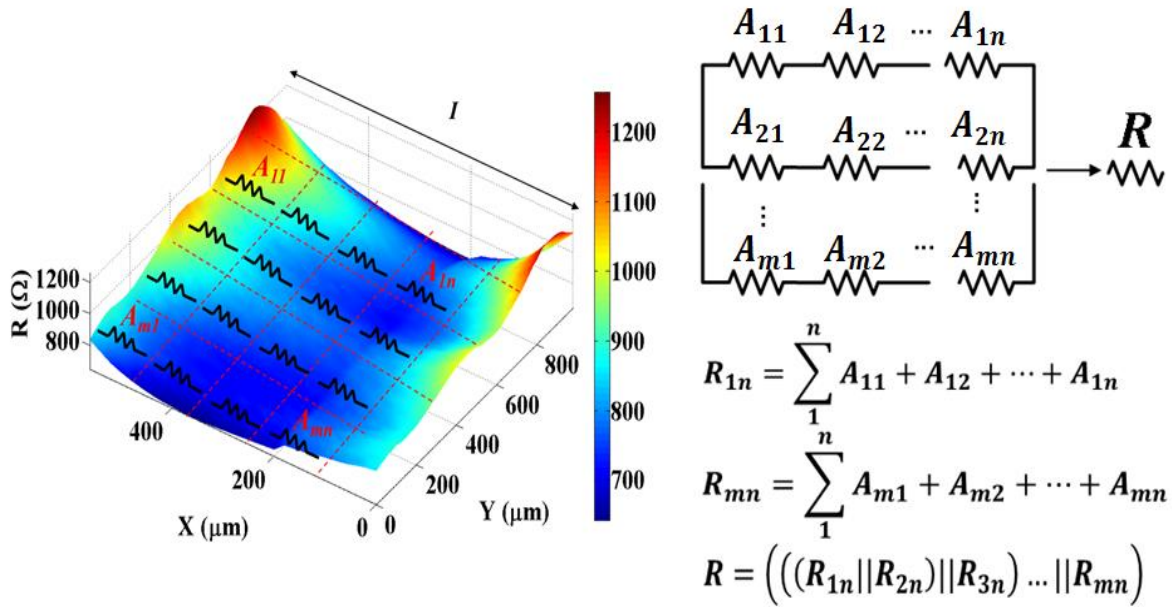 I
A₁₁
A₁ₙ
Aₘ₁
Aₘₙ
R (Ω)
1200
1000
800
400
200
0
X (μm)
0
200
400
600
800
Y (μm)
1200
1100
1000
900
800
700
A₁₁ A₁₂ ... A₁ₙ
A₂₁ A₂₂ ... A₂ₙ
R
⋮ ⋮
Aₘ₁ Aₘ₂ ... Aₘₙ
R₁ₙ = ∑₁ⁿ A₁₁ + A₁₂ + ⋯ + A₁ₙ
Rₘₙ = ∑₁ⁿ Aₘ₁ + Aₘ₂ + ⋯ + Aₘₙ
R = (((R₁ₙ||R₂ₙ)||R₃ₙ) … ||Rₘₙ)